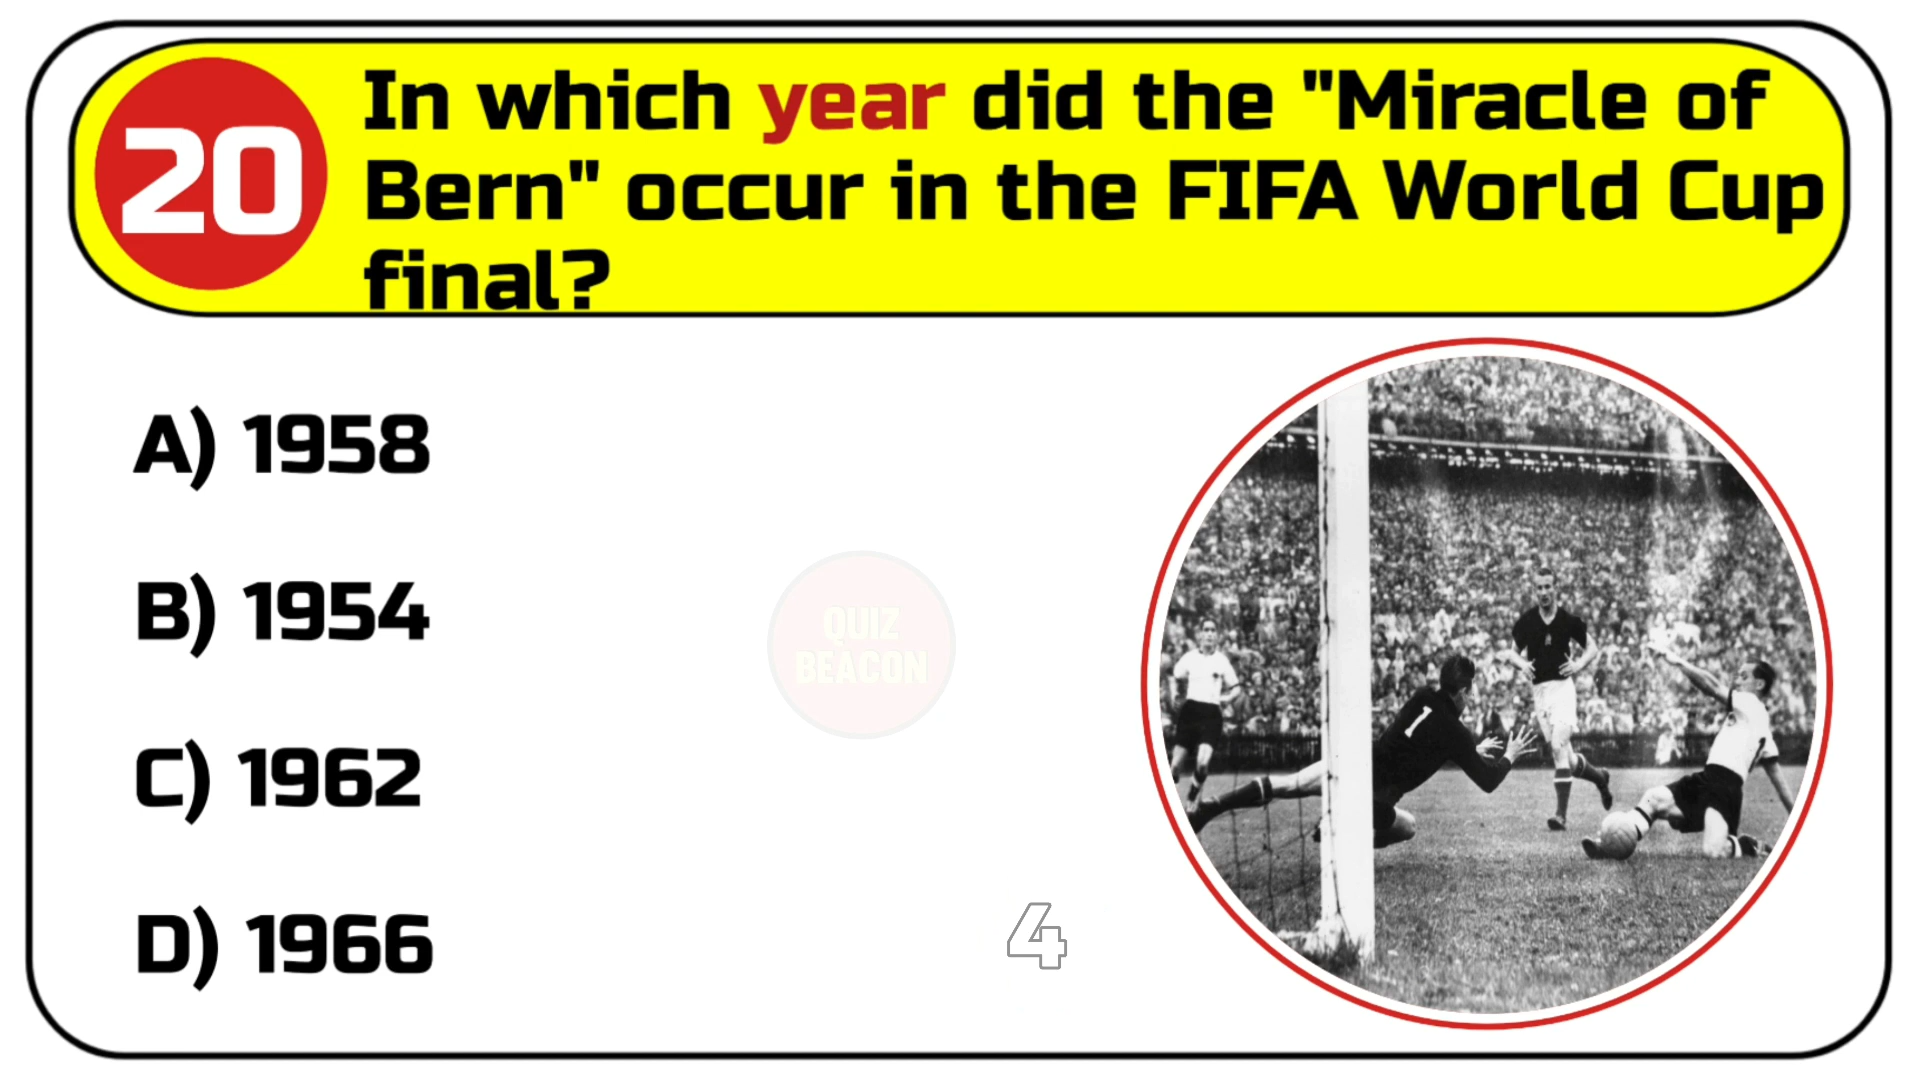 20
In which year did the "Miracle of
Bern" occur in the FIFA World Cup
final?
A) 1958
B) 1954
C) 1962
D) 1966
QUIZ
BEACON
4
1